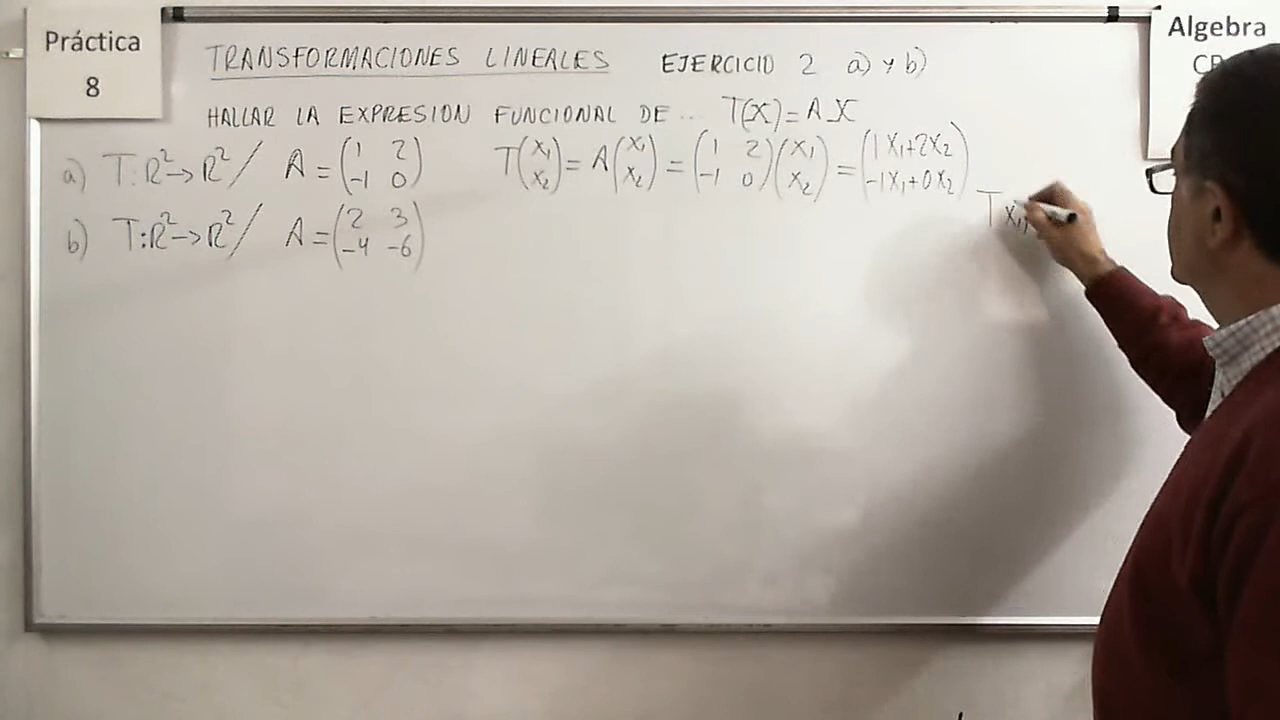 Práctica
8
Algebra
TRANSFORMACIONES LINEALES EJERCICIO 2 a) y b)
HALLAR LA EXPRESION FUNCIONAL DE .. T(X) = A X
a) T: R² → R² / A = (1 2 / -1 0) T(x₁ / x₂) = A(x₁ / x₂) = (1 2 / -1 0)(x₁ / x₂) = (1x₁+2x₂ / -1x₁+0x₂)
T x₁,
b) T: R² → R² / A = (2 3 / -4 -6)